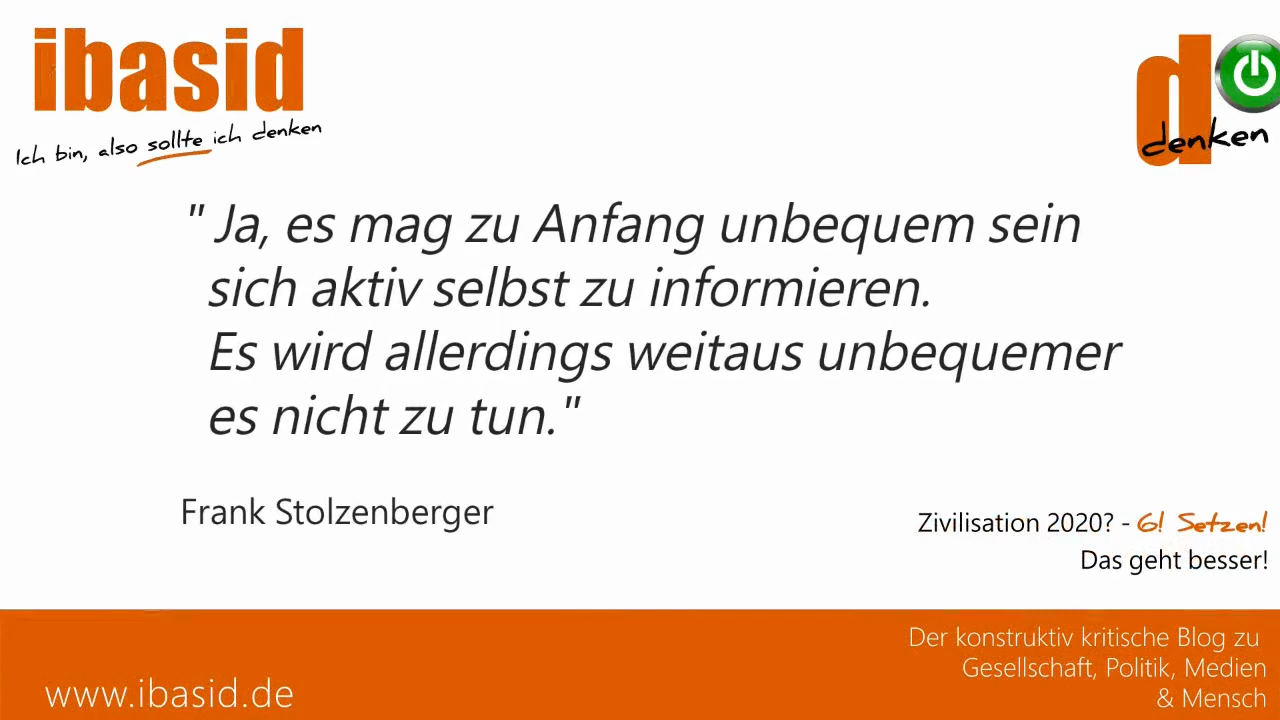 ibasid
Ich bin, also sollte ich denken
d
denken
" Ja, es mag zu Anfang unbequem sein
sich aktiv selbst zu informieren.
Es wird allerdings weitaus unbequemer
es nicht zu tun."
Frank Stolzenberger
Zivilisation 2020? - 6! Setzen!
Das geht besser!
Der konstruktiv kritische Blog zu
Gesellschaft, Politik, Medien
& Mensch
www.ibasid.de